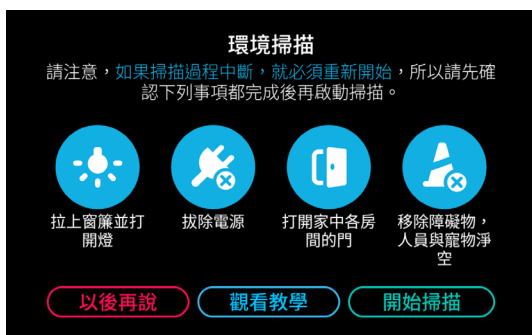 環境掃描
請注意，如果掃描過程中斷，就必須重新開始，所以請先確
認下列事項都完成後再啟動掃描。
拉上窗簾並打
開燈
拔除電源
打開家中各房
間的門
移除障礙物，
人員與寵物淨
空
以後再說
觀看教學
開始掃描